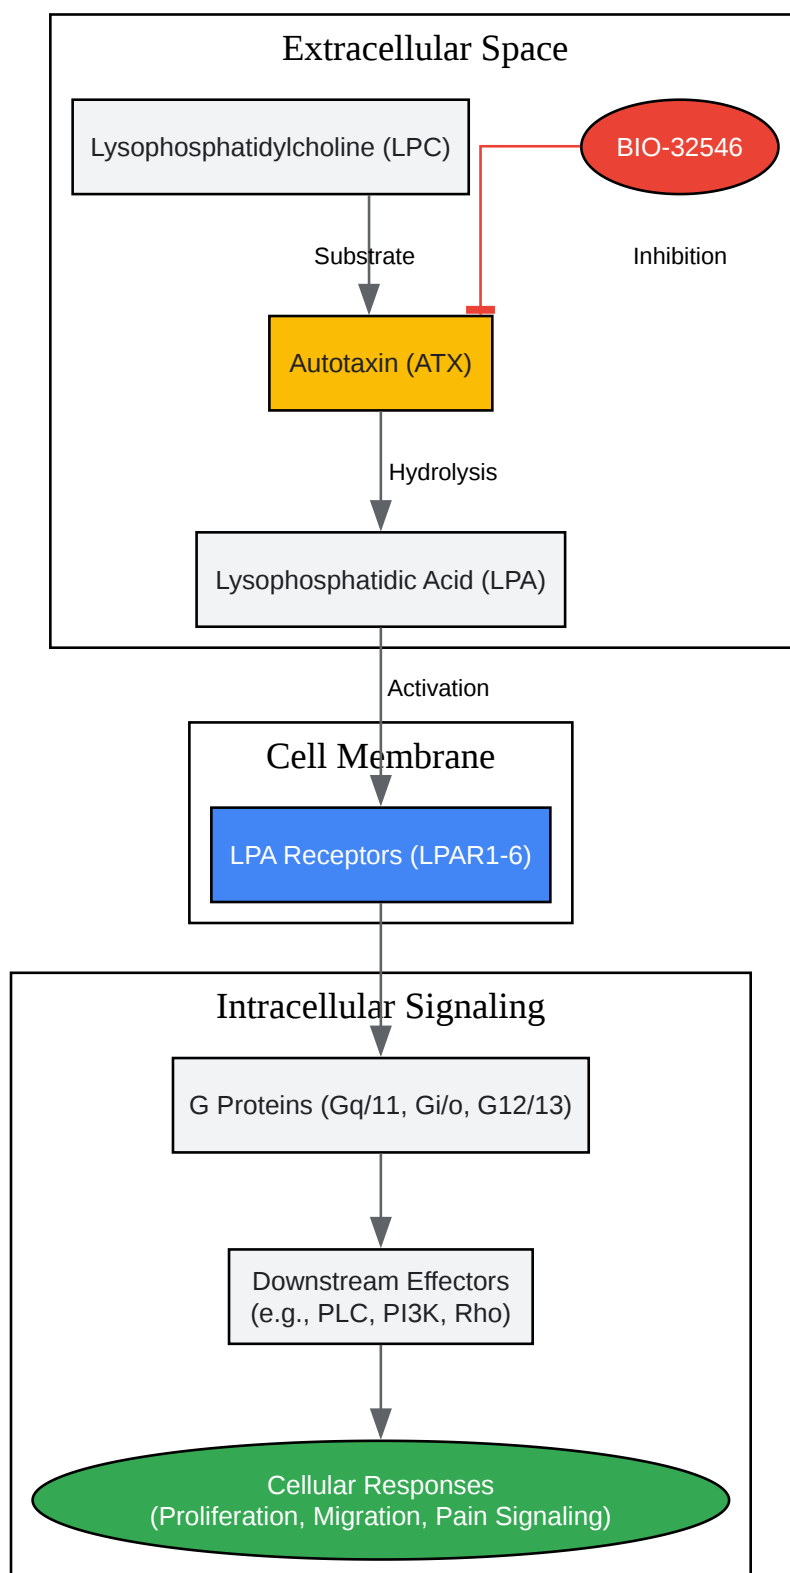 Extracellular Space
Lysophosphatidylcholine (LPC)
BIO-32546
Substrate
Inhibition
Autotaxin (ATX)
Hydrolysis
Lysophosphatidic Acid (LPA)
Activation
Cell Membrane
LPA Receptors (LPAR1-6)
Intracellular Signaling
G Proteins (Gq/11, Gi/o, G12/13)
Downstream Effectors
(e.g., PLC, PI3K, Rho)
Cellular Responses
(Proliferation, Migration, Pain Signaling)